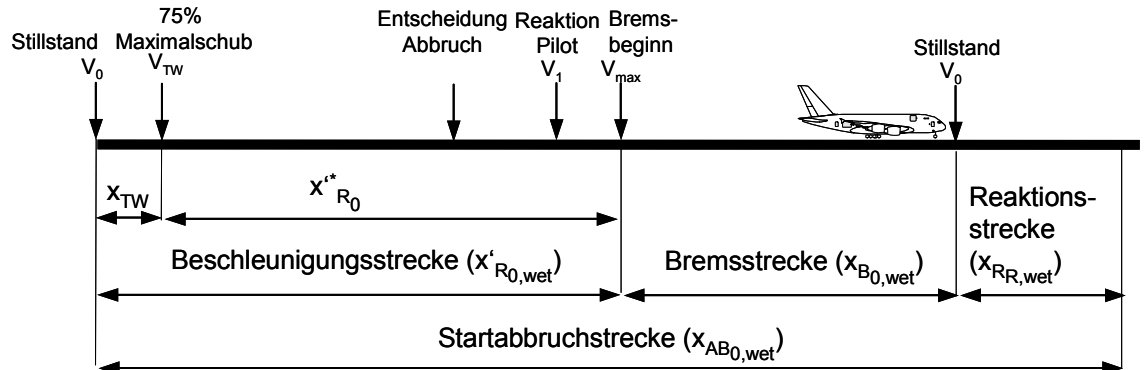 Stillstand
V0
75%
Maximalschub
VTW
Entscheidung
Abbruch
Reaktion
Pilot
V1
Brems-
beginn
Vmax
Stillstand
V0
xTW
x‘*R0
Reaktions-
strecke
(xRR,wet)
Beschleunigungsstrecke (x‘R0,wet)
Bremsstrecke (xB0,wet)
Startabbruchstrecke (xAB0,wet)